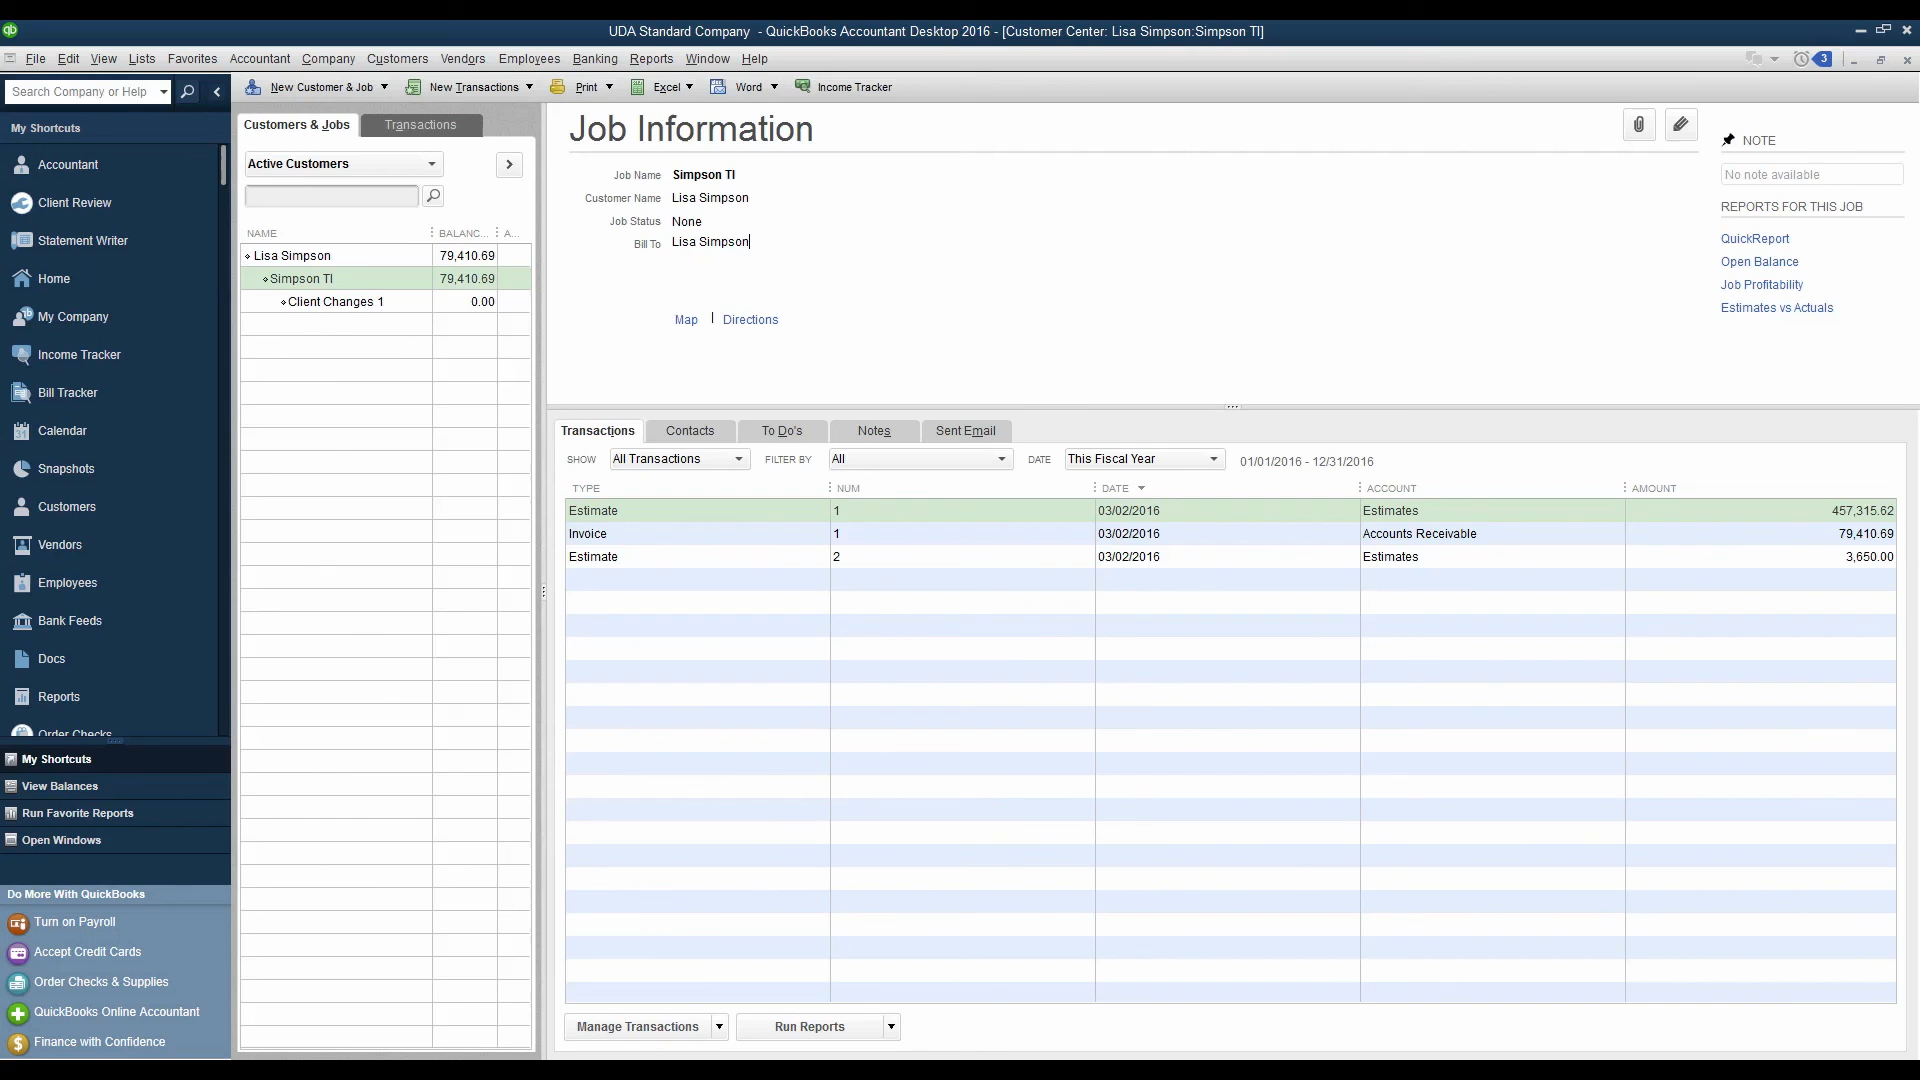 UDA Standard Company - QuickBooks Accountant Desktop 2016 - [Customer Center: Lisa Simpson:Simpson TI]
File Edit View Lists Favorites Accountant Company Customers Vendors Employees Banking Reports Window Help 3
Search Company or Help
New Customer & Job New Transactions Print Excel Word Income Tracker
My Shortcuts
Accountant
Client Review
Statement Writer
Home
My Company
Income Tracker
Bill Tracker
Calendar
Snapshots
Customers
Vendors
Employees
Bank Feeds
Docs
Reports
Order Checks
My Shortcuts
View Balances
Run Favorite Reports
Open Windows
Do More With QuickBooks
Turn on Payroll
Accept Credit Cards
Order Checks & Supplies
QuickBooks Online Accountant
Finance with Confidence
Customers & Jobs Transactions
Active Customers
NAME BALANC... A...
Lisa Simpson 79,410.69
Simpson TI 79,410.69
Client Changes 1 0.00
Job Information
Job Name Simpson TI
Customer Name Lisa Simpson
Job Status None
Bill To Lisa Simpson
Map | Directions
NOTE
No note available
REPORTS FOR THIS JOB
QuickReport
Open Balance
Job Profitability
Estimates vs Actuals
Transactions Contacts To Do's Notes Sent Email
SHOW All Transactions FILTER BY All DATE This Fiscal Year 01/01/2016 - 12/31/2016
TYPE NUM DATE ACCOUNT AMOUNT
Estimate 1 03/02/2016 Estimates 457,315.62
Invoice 1 03/02/2016 Accounts Receivable 79,410.69
Estimate 2 03/02/2016 Estimates 3,650.00
Manage Transactions Run Reports